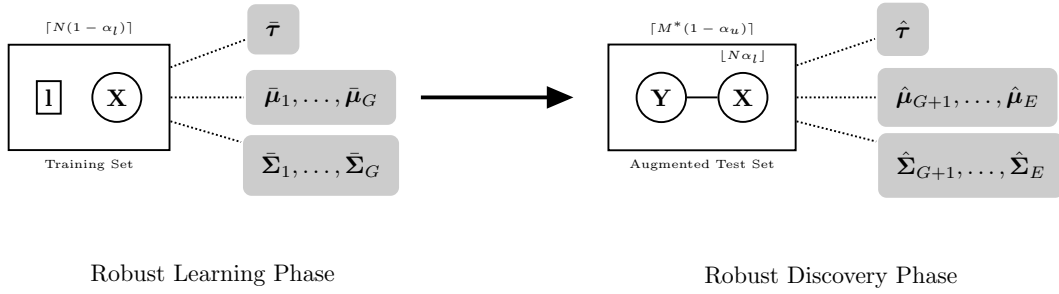 ⌈N(1 − α_l)⌉
l X
Training Set
τ̄
μ̄_1, . . . , μ̄_G
Σ̄_1, . . . , Σ̄_G
Robust Learning Phase
⌈M*(1 − α_u)⌉
⌊Nα_l⌋
Y X
Augmented Test Set
τ̂
μ̂_{G+1}, . . . , μ̂_E
Σ̂_{G+1}, . . . , Σ̂_E
Robust Discovery Phase